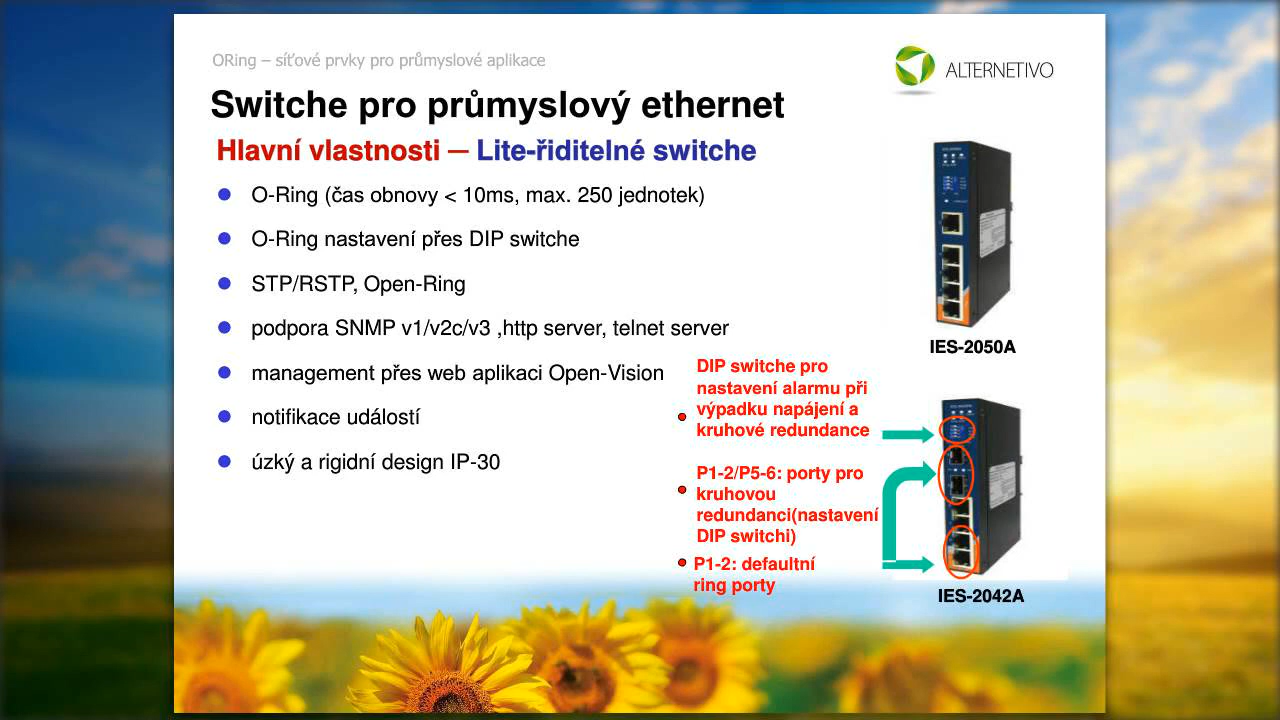 ORing – síťové prvky pro průmyslové aplikace
ALTERNETIVO
Switche pro průmyslový ethernet
Hlavní vlastnosti — Lite-řiditelné switche
O-Ring (čas obnovy < 10ms, max. 250 jednotek)
O-Ring nastavení přes DIP switche
STP/RSTP, Open-Ring
podpora SNMP v1/v2c/v3 ,http server, telnet server
management přes web aplikaci Open-Vision
notifikace událostí
úzký a rigidní design IP-30
IES-2050A
DIP switche pro
nastavení alarmu při
výpadku napájení a
kruhové redundance
P1-2/P5-6: porty pro
kruhovou
redundanci(nastavení
DIP switchi)
P1-2: defaultní
ring porty
IES-2042A